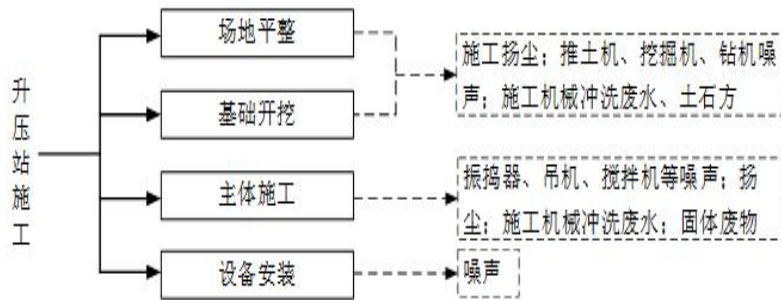 升压站施工
场地平整
基础开挖
主体施工
设备安装
施工扬尘；推土机、挖掘机、钻机噪
声；施工机械冲洗废水、土石方
振捣器、吊机、搅拌机等噪声；扬
尘；施工机械冲洗废水；固体废物
噪声